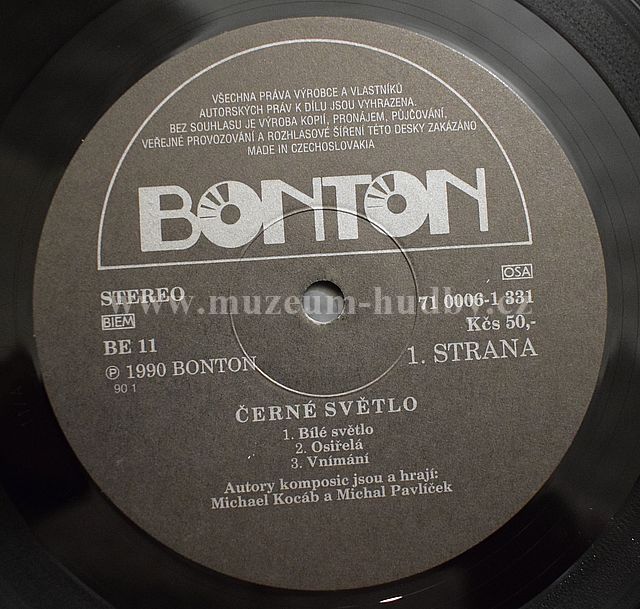 VŠECHNA PRÁVA VÝROBCE A VLASTNÍKŮ
AUTORSKÝCH PRÁV K DÍLU JSOU VYHRAZENA.
BEZ SOUHLASU JE VÝROBA KOPIÍ, PRONÁJEM, PŮJČOVÁNÍ,
VEŘEJNÉ PROVOZOVÁNÍ A ROZHLASOVÉ ŠÍŘENÍ TÉTO DESKY ZAKÁZÁNO
MADE IN CZECHOSLOVAKIA
BONTON
OSA
STEREO
71 0006-1 331
www.muzeum-hudby.cz
BIEM
Kčs 50,-
BE 11
1. STRANA
℗ 1990 BONTON
90 1
ČERNÉ SVĚTLO
1. Bílé světlo
2. Osiřelá
3. Vnímání
Autory komposic jsou a hrají:
Michael Kocáb a Michal Pavlíček